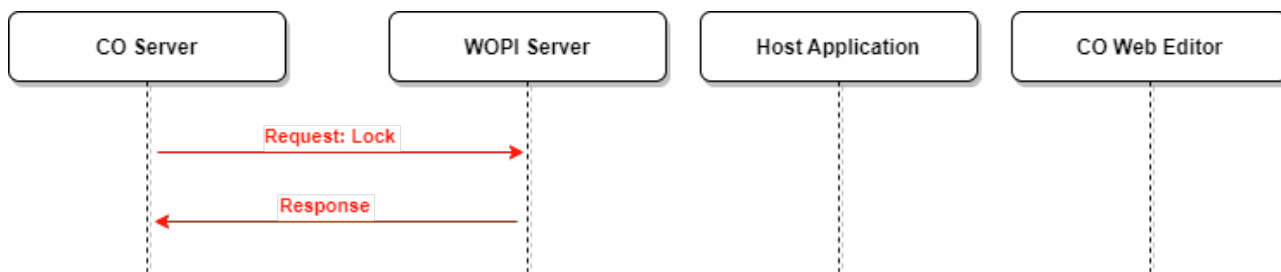 CO Server
WOPI Server
Host Application
CO Web Editor
Request: Lock
Response